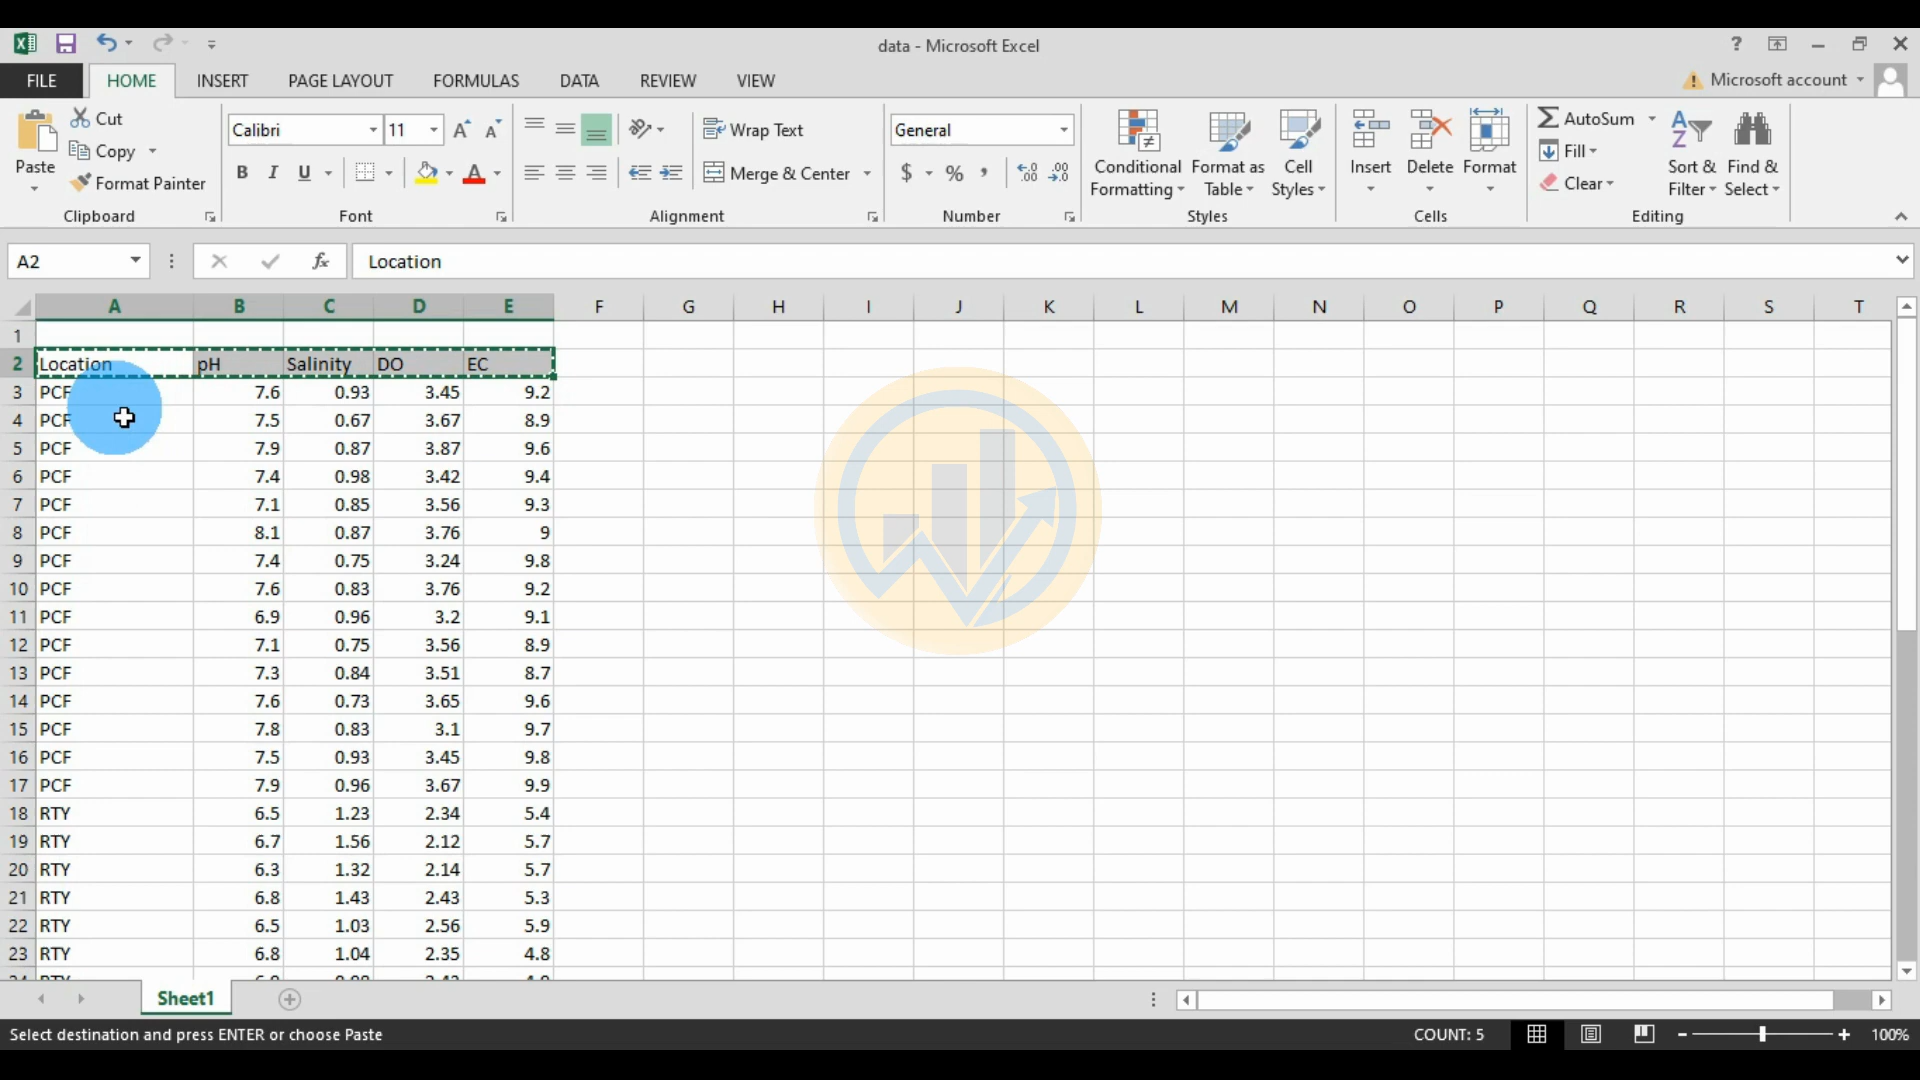 data - Microsoft Excel
?
FILE HOME INSERT PAGE LAYOUT FORMULAS DATA REVIEW VIEW Microsoft account
Paste Cut Copy Format Painter
Calibri 11 A A
B I U A
Wrap Text
Merge & Center
General
$ % ,
Conditional Formatting Format as Table Cell Styles
Insert Delete Format
AutoSum Fill Clear
Sort & Filter Find & Select
Clipboard Font Alignment Number Styles Cells Editing
A2 fx Location
A B C D E F G H I J K L M N O P Q R S T
1
2 Location pH Salinity DO EC
3 PCF 7.6 0.93 3.45 9.2
4 PCF 7.5 0.67 3.67 8.9
5 PCF 7.9 0.87 3.87 9.6
6 PCF 7.4 0.98 3.42 9.4
7 PCF 7.1 0.85 3.56 9.3
8 PCF 8.1 0.87 3.76 9
9 PCF 7.4 0.75 3.24 9.8
10 PCF 7.6 0.83 3.76 9.2
11 PCF 6.9 0.96 3.2 9.1
12 PCF 7.1 0.75 3.56 8.9
13 PCF 7.3 0.84 3.51 8.7
14 PCF 7.6 0.73 3.65 9.6
15 PCF 7.8 0.83 3.1 9.7
16 PCF 7.5 0.93 3.45 9.8
17 PCF 7.9 0.96 3.67 9.9
18 RTY 6.5 1.23 2.34 5.4
19 RTY 6.7 1.56 2.12 5.7
20 RTY 6.3 1.32 2.14 5.7
21 RTY 6.8 1.43 2.43 5.3
22 RTY 6.5 1.03 2.56 5.9
23 RTY 6.8 1.04 2.35 4.8
Sheet1
Select destination and press ENTER or choose Paste COUNT: 5 100%